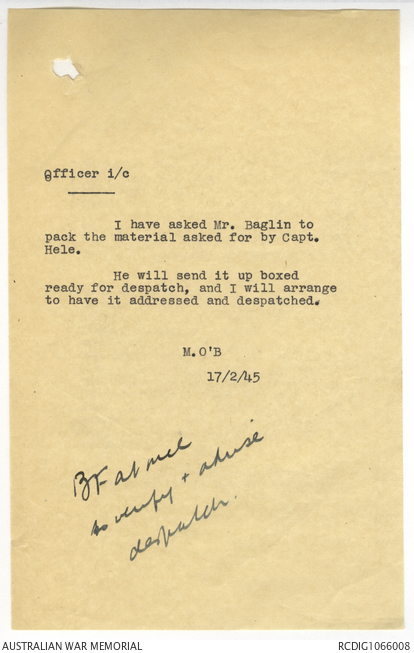 Officer i/c
I have asked Mr. Baglin to
pack the material asked for by Capt.
Hele.
He will send it up boxed
ready for despatch, and I will arrange
to have it addressed and despatched.
M.O'B
17/2/45
BF at once
to verify + advise
despatch.
AUSTRALIAN WAR MEMORIAL
RCDIG1066008